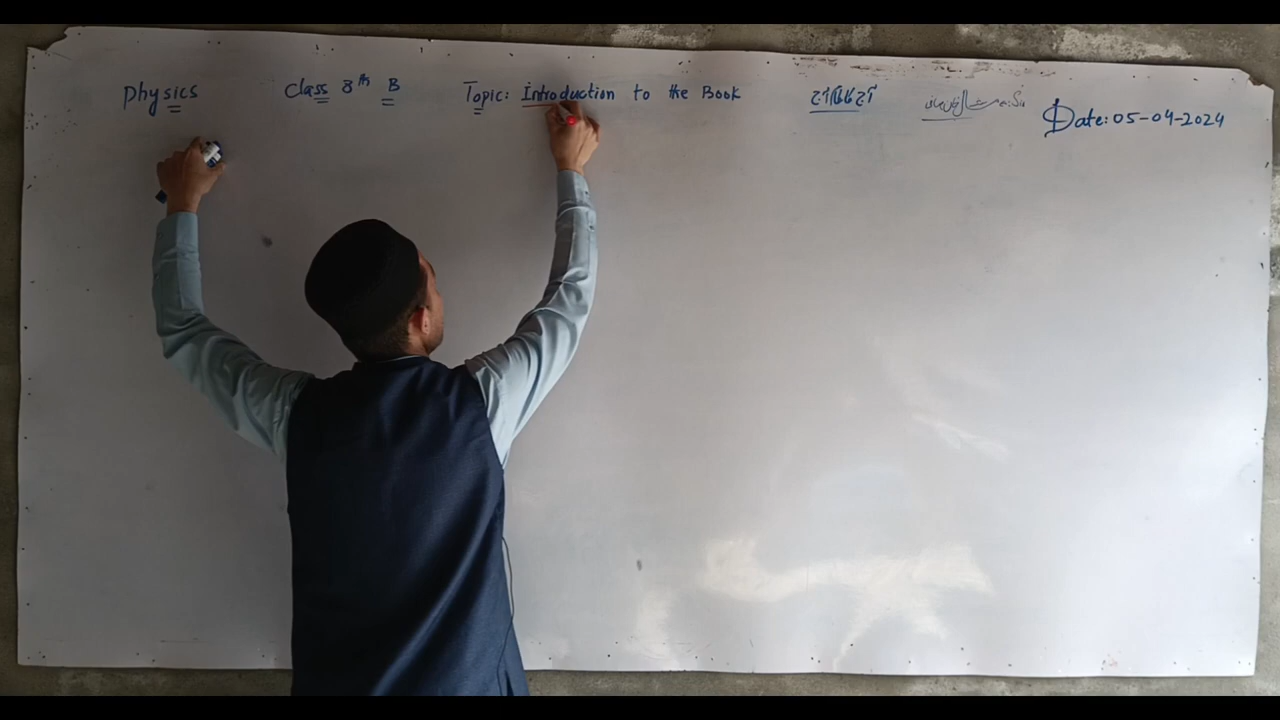 Physics Class 8th B Topic: Introduction to the Book Date: 05-04-2024